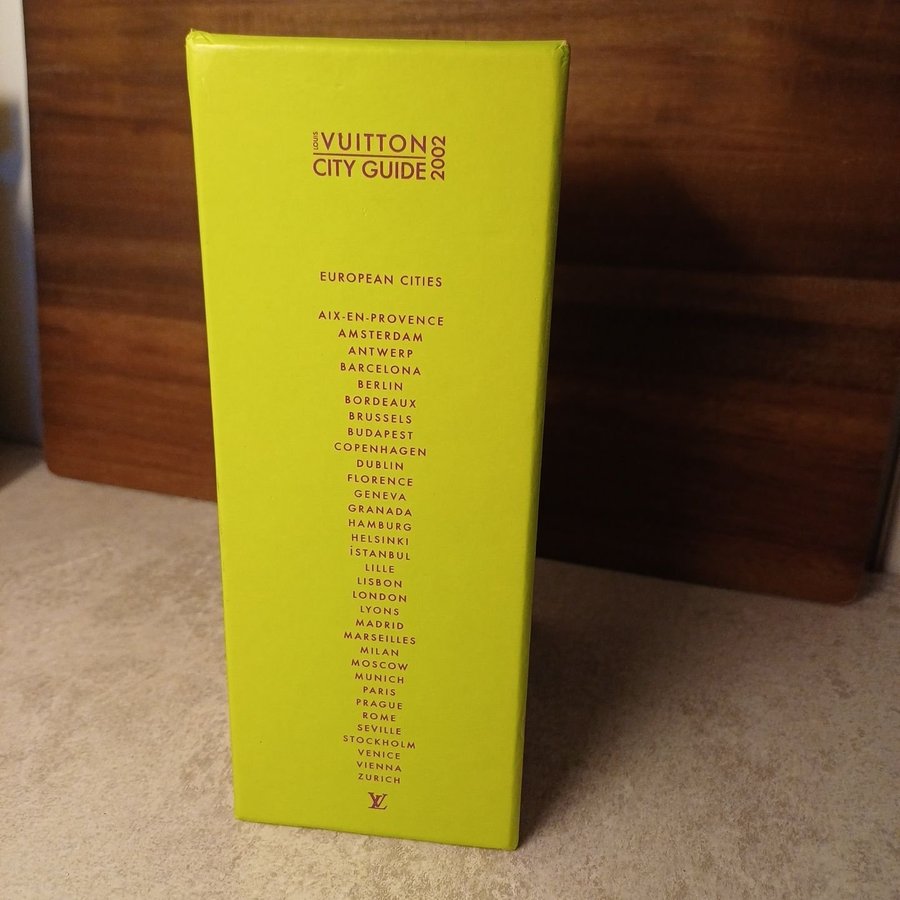 LOUIS VUITTON
CITY GUIDE 2002
EUROPEAN CITIES
AIX-EN-PROVENCE
AMSTERDAM
ANTWERP
BARCELONA
BERLIN
BORDEAUX
BRUSSELS
BUDAPEST
COPENHAGEN
DUBLIN
FLORENCE
GENEVA
GRANADA
HAMBURG
HELSINKI
İSTANBUL
LILLE
LISBON
LONDON
LYONS
MADRID
MARSEILLES
MILAN
MOSCOW
MUNICH
PARIS
PRAGUE
ROME
SEVILLE
STOCKHOLM
VENICE
VIENNA
ZURICH
LV